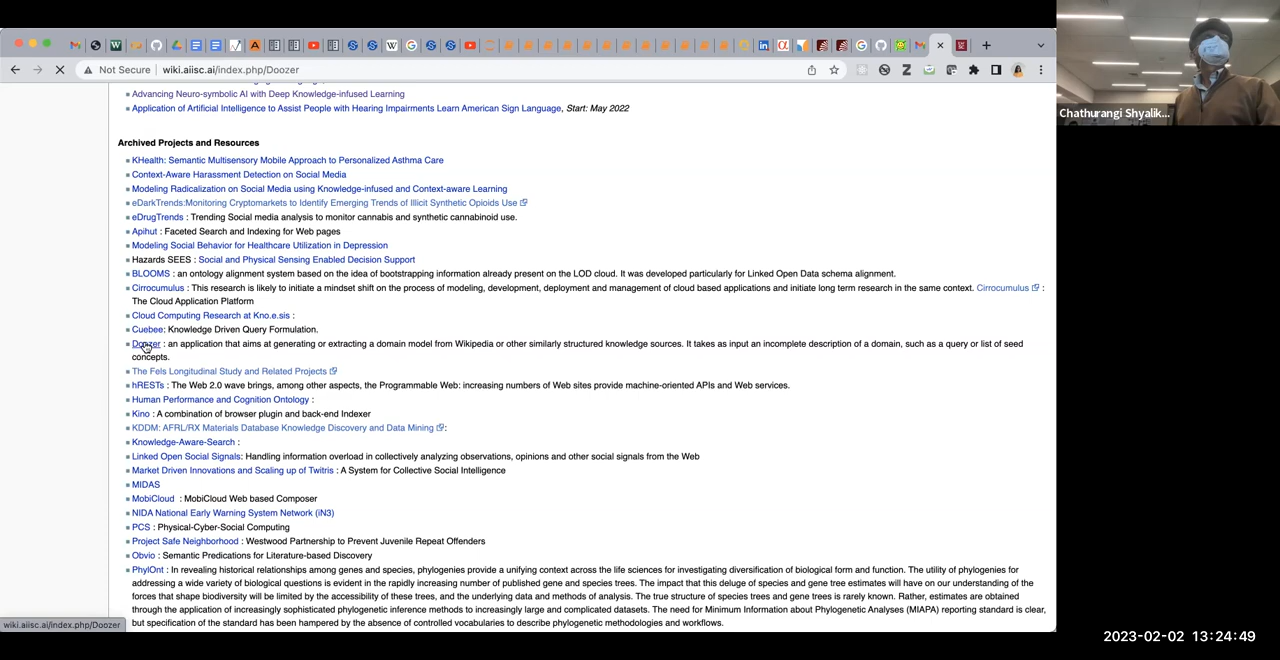 Not Secure wiki.aiisc.ai/index.php/Doozer
Advancing Neuro-symbolic AI with Deep Knowledge-infused Learning
Application of Artificial Intelligence to Assist People with Hearing Impairments Learn American Sign Language, Start: May 2022
Archived Projects and Resources
KHealth: Semantic Multisensory Mobile Approach to Personalized Asthma Care
Context-Aware Harassment Detection on Social Media
Modeling Radicalization on Social Media using Knowledge-infused and Context-aware Learning
eDarkTrends:Monitoring Cryptomarkets to Identify Emerging Trends of Illicit Synthetic Opioids Use
eDrugTrends : Trending Social media analysis to monitor cannabis and synthetic cannabinoid use.
Apihut : Faceted Search and Indexing for Web pages
Modeling Social Behavior for Healthcare Utilization in Depression
Hazards SEES : Social and Physical Sensing Enabled Decision Support
BLOOMS : an ontology alignment system based on the idea of bootstrapping information already present on the LOD cloud. It was developed particularly for Linked Open Data schema alignment.
Cirrocumulus : This research is likely to initiate a mindset shift on the process of modeling, development, deployment and management of cloud based applications and initiate long term research in the same context. Cirrocumulus :
The Cloud Application Platform
Cloud Computing Research at Kno.e.sis :
Cuebee: Knowledge Driven Query Formulation.
Doozer : an application that aims at generating or extracting a domain model from Wikipedia or other similarly structured knowledge sources. It takes as input an incomplete description of a domain, such as a query or list of seed
concepts.
The Fels Longitudinal Study and Related Projects
hRESTs : The Web 2.0 wave brings, among other aspects, the Programmable Web: increasing numbers of Web sites provide machine-oriented APIs and Web services.
Human Performance and Cognition Ontology :
Kino : A combination of browser plugin and back-end Indexer
KDDM: AFRL/RX Materials Database Knowledge Discovery and Data Mining :
Knowledge-Aware-Search :
Linked Open Social Signals: Handling information overload in collectively analyzing observations, opinions and other social signals from the Web
Market Driven Innovations and Scaling up of Twitris : A System for Collective Social Intelligence
MIDAS
MobiCloud : MobiCloud Web based Composer
NIDA National Early Warning System Network (iN3)
PCS : Physical-Cyber-Social Computing
Project Safe Neighborhood : Westwood Partnership to Prevent Juvenile Repeat Offenders
Obvio : Semantic Predications for Literature-based Discovery
PhylOnt : In revealing historical relationships among genes and species, phylogenies provide a unifying context across the life sciences for investigating diversification of biological form and function. The utility of phylogenies for
addressing a wide variety of biological questions is evident in the rapidly increasing number of published gene and species trees. The impact that this deluge of species and gene tree estimates will have on our understanding of the
forces that shape biodiversity will be limited by the accessibility of these trees, and the underlying data and methods of analysis. The true structure of species trees and gene trees is rarely known. Rather, estimates are obtained
through the application of increasingly sophisticated phylogenetic inference methods to increasingly large and complicated datasets. The need for Minimum Information about Phylogenetic Analyses (MIAPA) reporting standard is clear,
but specification of the standard has been hampered by the absence of controlled vocabularies to describe phylogenetic methodologies and workflows.
wiki.aiisc.ai/index.php/Doozer
Chathurangi Shyalik...
2023-02-02 13:24:49